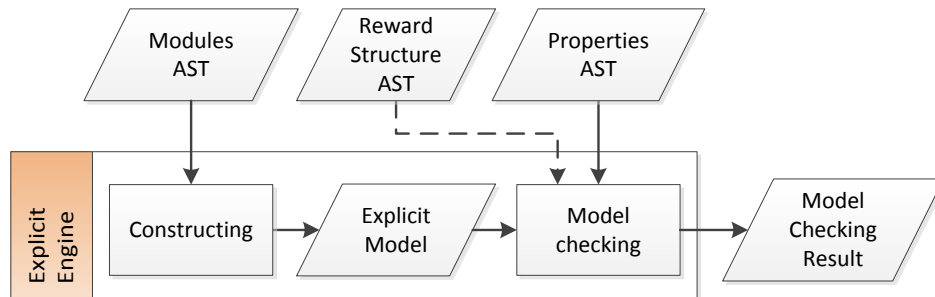 Modules
AST
Reward
Structure
AST
Properties
AST
Explicit
Engine
Constructing
Explicit
Model
Model
checking
Model
Checking
Result